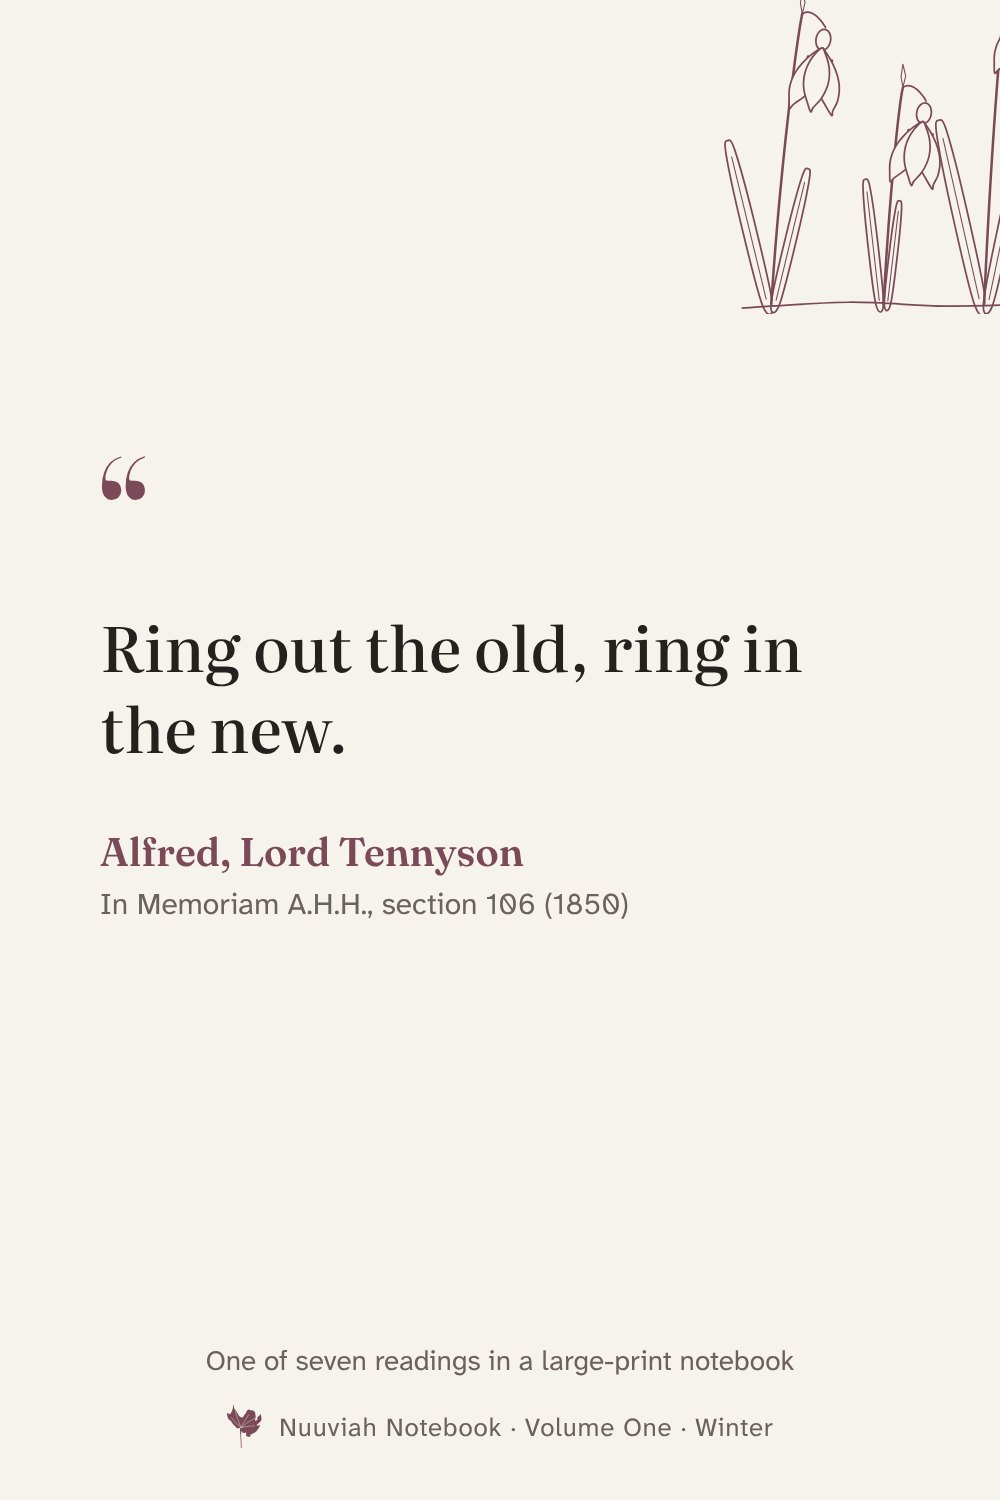 “
Ring out the old, ring in
the new.
Alfred, Lord Tennyson
In Memoriam A.H.H., section 106 (1850)
One of seven readings in a large-print notebook
Nuuviah Notebook · Volume One · Winter